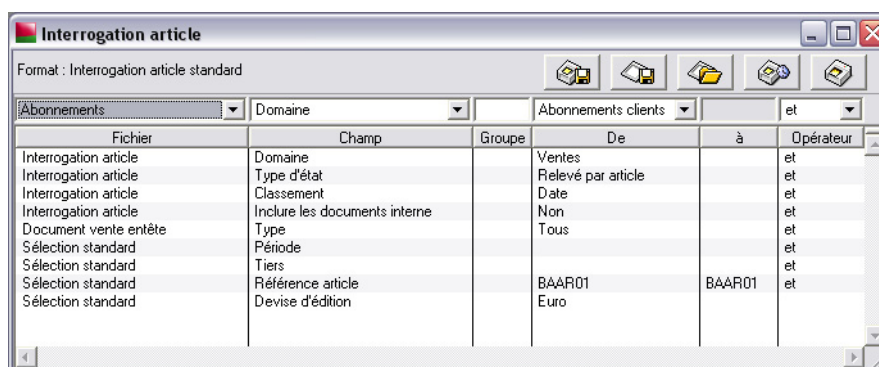 Interrogation article
Format : Interrogation article standard
Abonnements Domaine Abonnements clients et
Fichier Champ Groupe De à Opérateur
Interrogation article Domaine Ventes et
Interrogation article Type d'état Relevé par article et
Interrogation article Classement Date et
Interrogation article Inclure les documents interne Non et
Document vente entête Type Tous et
Sélection standard Période et
Sélection standard Tiers et
Sélection standard Référence article BAAR01 BAAR01 et
Sélection standard Devise d'édition Euro